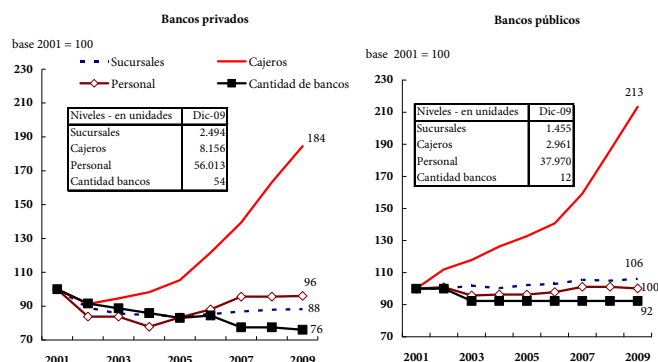 Bancos privados
base 2001 = 100
Sucursales
Cajeros
Personal
Cantidad de bancos
230
210
190
170
150
130
110
90
70
Niveles - en unidades Dic-09
Sucursales 2.494
Cajeros 8.156
Personal 56.013
Cantidad bancos 54
184
96
88
76
2001 2003 2005 2007 2009
Bancos públicos
base 2001 = 100
230
210
190
170
150
130
110
90
70
Niveles - en unidades Dic-09
Sucursales 1.455
Cajeros 2.961
Personal 37.970
Cantidad bancos 12
213
106
100
92
2001 2003 2005 2007 2009